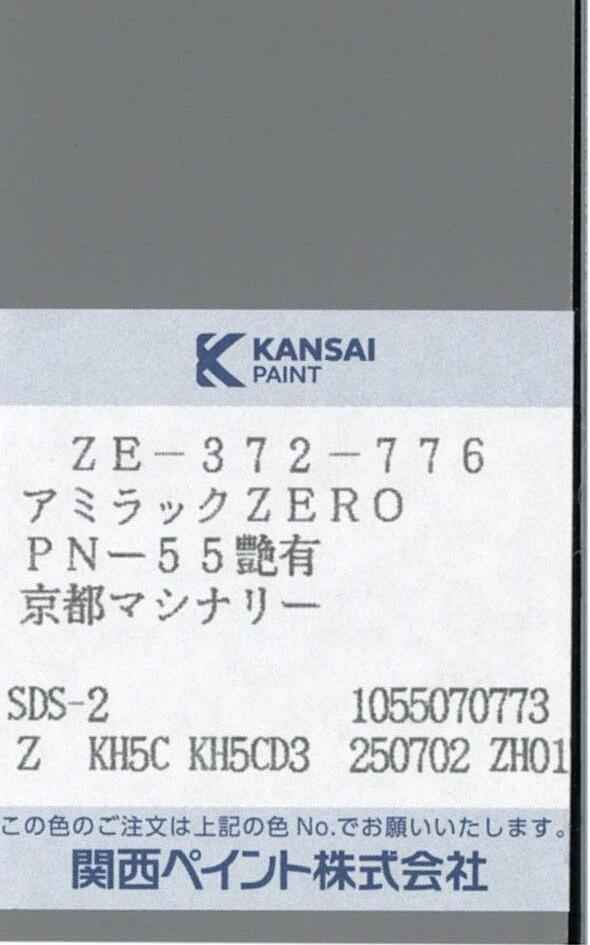 KANSAI
PAINT
ZE-372-776
アミラックZERO
PN-55艶有
京都マシナリー
SDS-2 1055070773
Z KH5C KH5CD3 250702 ZH01
この色のご注文は上記の色No.でお願いいたします。
関西ペイント株式会社